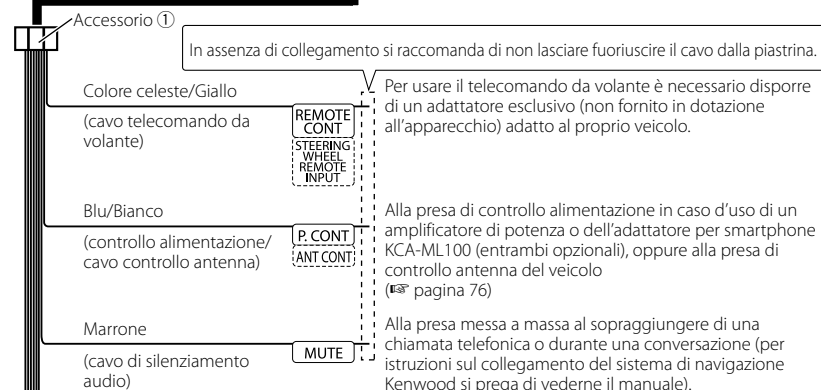 Accessorio ①
In assenza di collegamento si raccomanda di non lasciare fuoriuscire il cavo dalla piastrina.
Colore celeste/Giallo
(cavo telecomando da
volante)
REMOTE
CONT
STEERING
WHEEL
REMOTE
INPUT
Per usare il telecomando da volante è necessario disporre
di un adattatore esclusivo (non fornito in dotazione
all'apparecchio) adatto al proprio veicolo.
Blu/Bianco
(controllo alimentazione/
cavo controllo antenna)
P. CONT
ANT CONT
Alla presa di controllo alimentazione in caso d'uso di un
amplificatore di potenza o dell'adattatore per smartphone
KCA-ML100 (entrambi opzionali), oppure alla presa di
controllo antenna del veicolo
(☞ pagina 76)
Marrone
(cavo di silenziamento
audio)
MUTE
Alla presa messa a massa al sopraggiungere di una
chiamata telefonica o durante una conversazione (per
istruzioni sul collegamento del sistema di navigazione
Kenwood si prega di vederne il manuale).